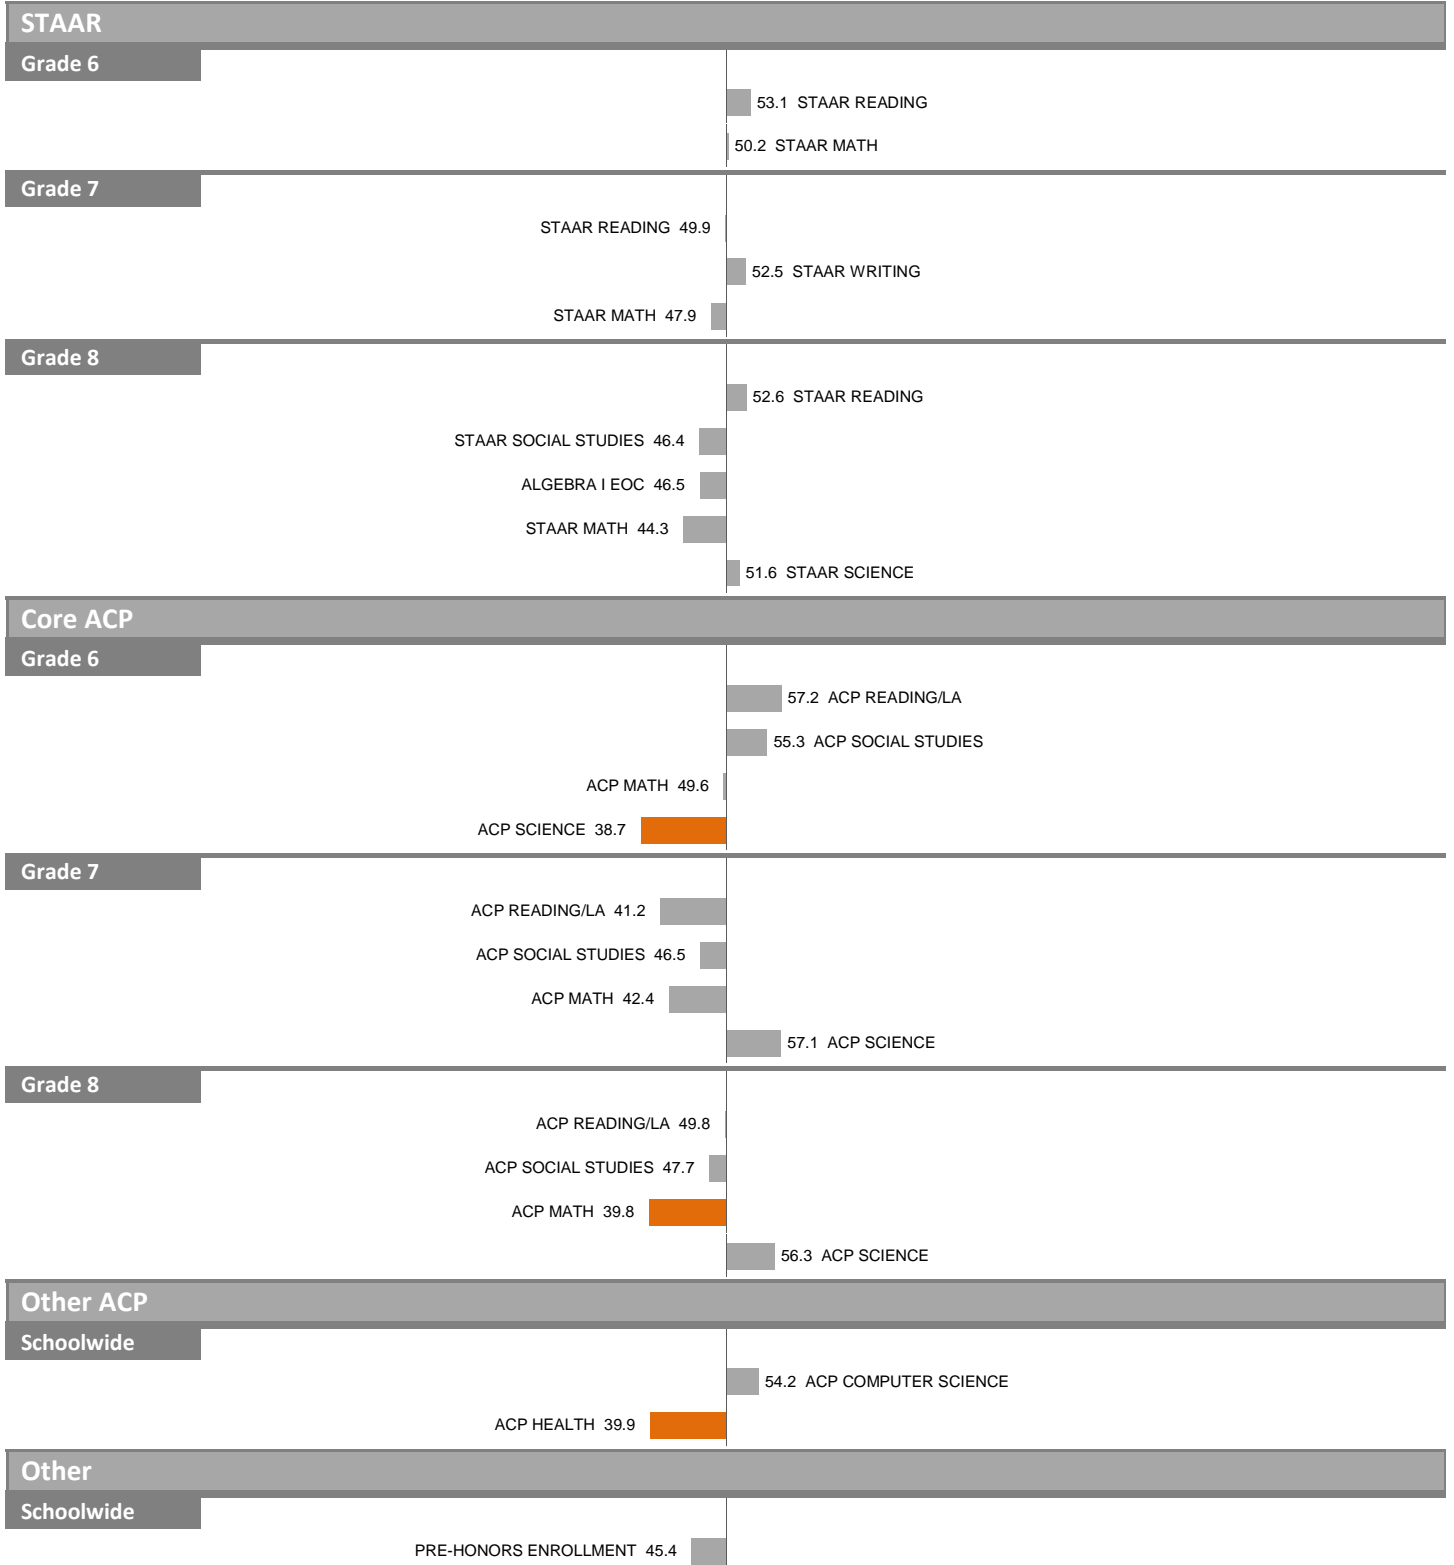 STAAR
Grade 6
53.1 STAAR READING
50.2 STAAR MATH
Grade 7
STAAR READING 49.9
52.5 STAAR WRITING
STAAR MATH 47.9
Grade 8
52.6 STAAR READING
STAAR SOCIAL STUDIES 46.4
ALGEBRA I EOC 46.5
STAAR MATH 44.3
51.6 STAAR SCIENCE
Core ACP
Grade 6
57.2 ACP READING/LA
55.3 ACP SOCIAL STUDIES
ACP MATH 49.6
ACP SCIENCE 38.7
Grade 7
ACP READING/LA 41.2
ACP SOCIAL STUDIES 46.5
ACP MATH 42.4
57.1 ACP SCIENCE
Grade 8
ACP READING/LA 49.8
ACP SOCIAL STUDIES 47.7
ACP MATH 39.8
56.3 ACP SCIENCE
Other ACP
Schoolwide
54.2 ACP COMPUTER SCIENCE
ACP HEALTH 39.9
Other
Schoolwide
PRE-HONORS ENROLLMENT 45.4